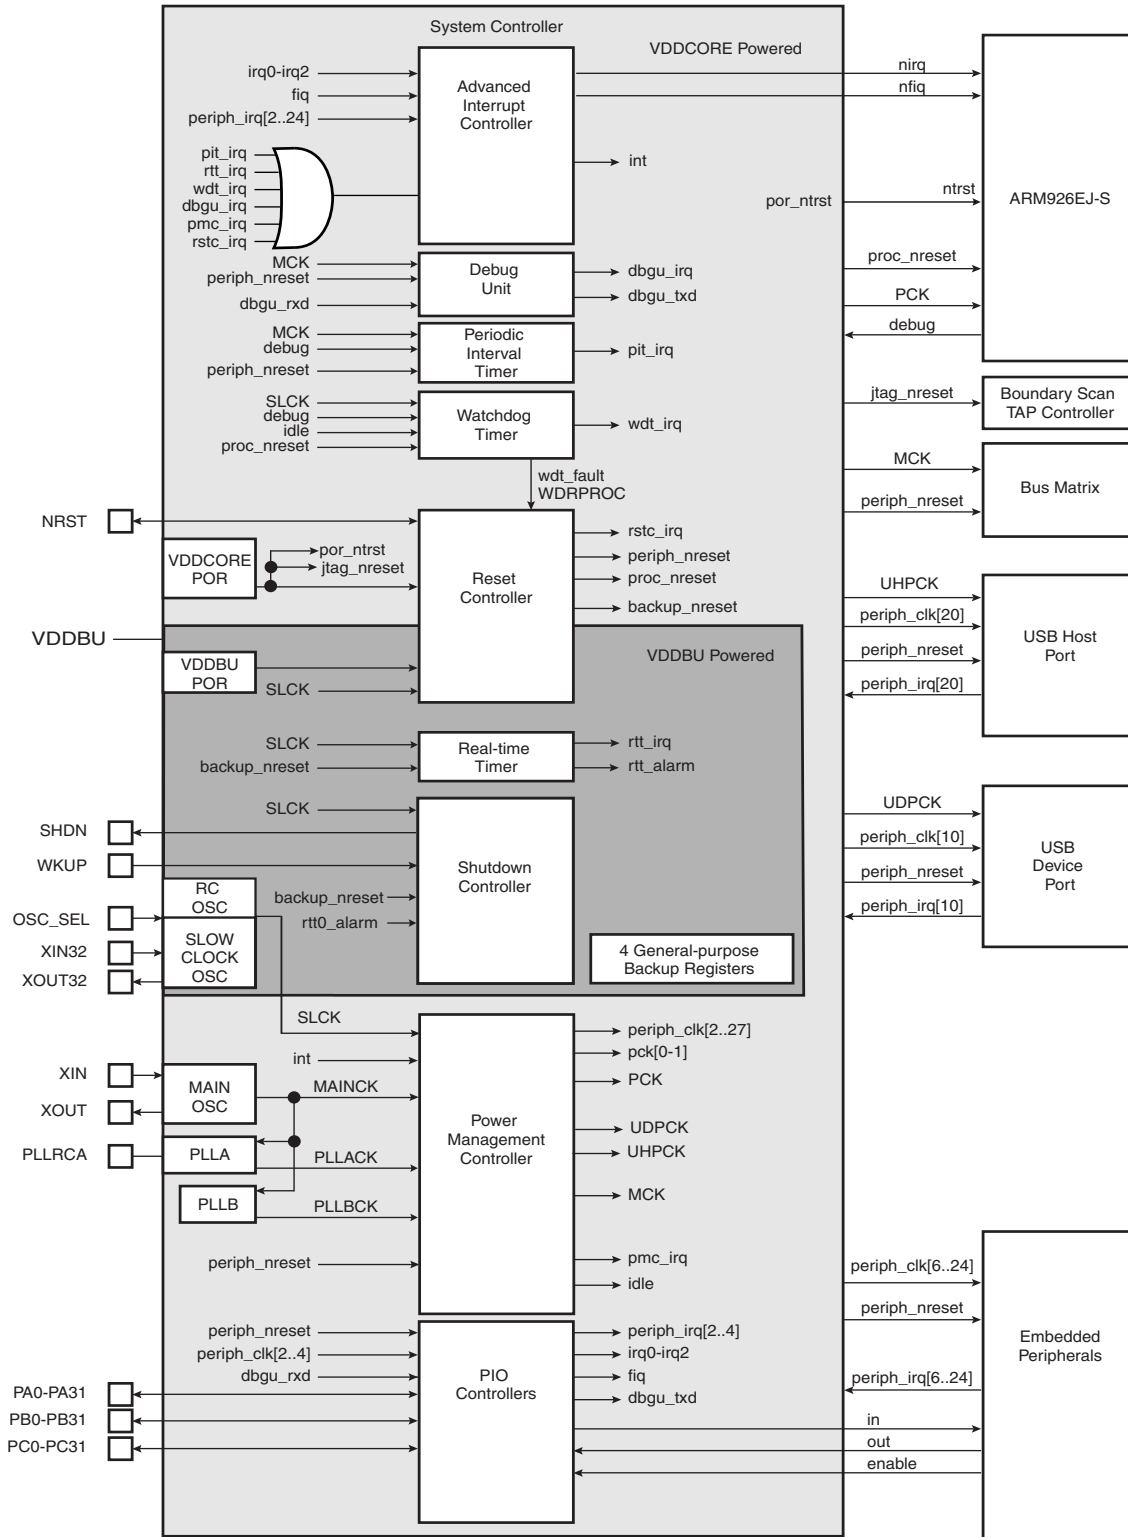 System Controller
VDDCORE Powered
irq0-irq2
fiq
periph_irq[2..24]
Advanced
Interrupt
Controller
nirq
nfiq
int
pit_irq
rtt_irq
wdt_irq
dbgu_irq
pmc_irq
rstc_irq
por_ntrst
ntrst
ARM926EJ-S
proc_nreset
PCK
debug
MCK
periph_nreset
dbgu_rxd
Debug
Unit
dbgu_irq
dbgu_txd
MCK
debug
periph_nreset
Periodic
Interval
Timer
pit_irq
SLCK
debug
idle
proc_nreset
Watchdog
Timer
wdt_irq
jtag_nreset
Boundary Scan
TAP Controller
wdt_fault
WDRPROC
MCK
periph_nreset
Bus Matrix
NRST
VDDCORE
POR
por_ntrst
jtag_nreset
Reset
Controller
rstc_irq
periph_nreset
proc_nreset
backup_nreset
UHPCK
periph_clk[20]
periph_nreset
periph_irq[20]
USB Host
Port
VDDBU
VDDBU Powered
VDDBU
POR
SLCK
SLCK
backup_nreset
Real-time
Timer
rtt_irq
rtt_alarm
SLCK
SHDN
WKUP
backup_nreset
rtt0_alarm
Shutdown
Controller
4 General-purpose
Backup Registers
UDPCK
periph_clk[10]
periph_nreset
periph_irq[10]
USB
Device
Port
RC
OSC
OSC_SEL
XIN32
XOUT32
SLOW
CLOCK
OSC
SLCK
int
XIN
XOUT
MAIN
OSC
MAINCK
PLLRCA
PLLA
PLLACK
PLLB
PLLBCK
periph_nreset
Power
Management
Controller
periph_clk[2..27]
pck[0-1]
PCK
UDPCK
UHPCK
MCK
pmc_irq
idle
periph_nreset
periph_clk[2..4]
dbgu_rxd
PA0-PA31
PB0-PB31
PC0-PC31
PIO
Controllers
periph_irq[2..4]
irq0-irq2
fiq
dbgu_txd
periph_clk[6..24]
periph_nreset
periph_irq[6..24]
in
out
enable
Embedded
Peripherals